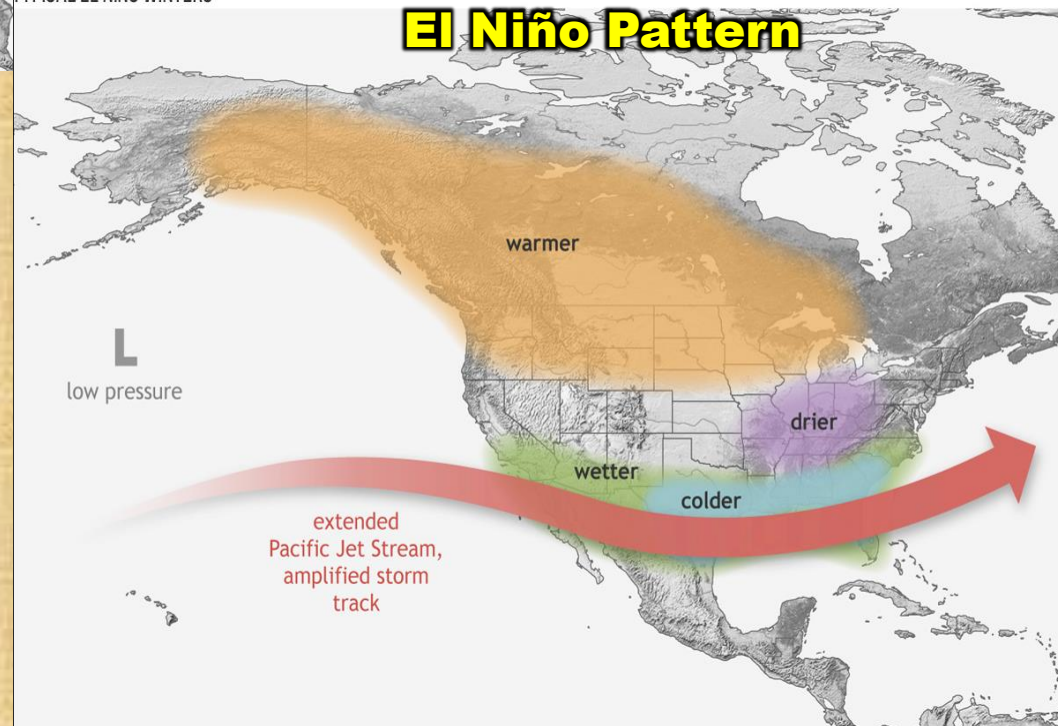 El Niño Pattern
warmer
L
low pressure
drier
wetter
colder
extended
Pacific Jet Stream,
amplified storm
track